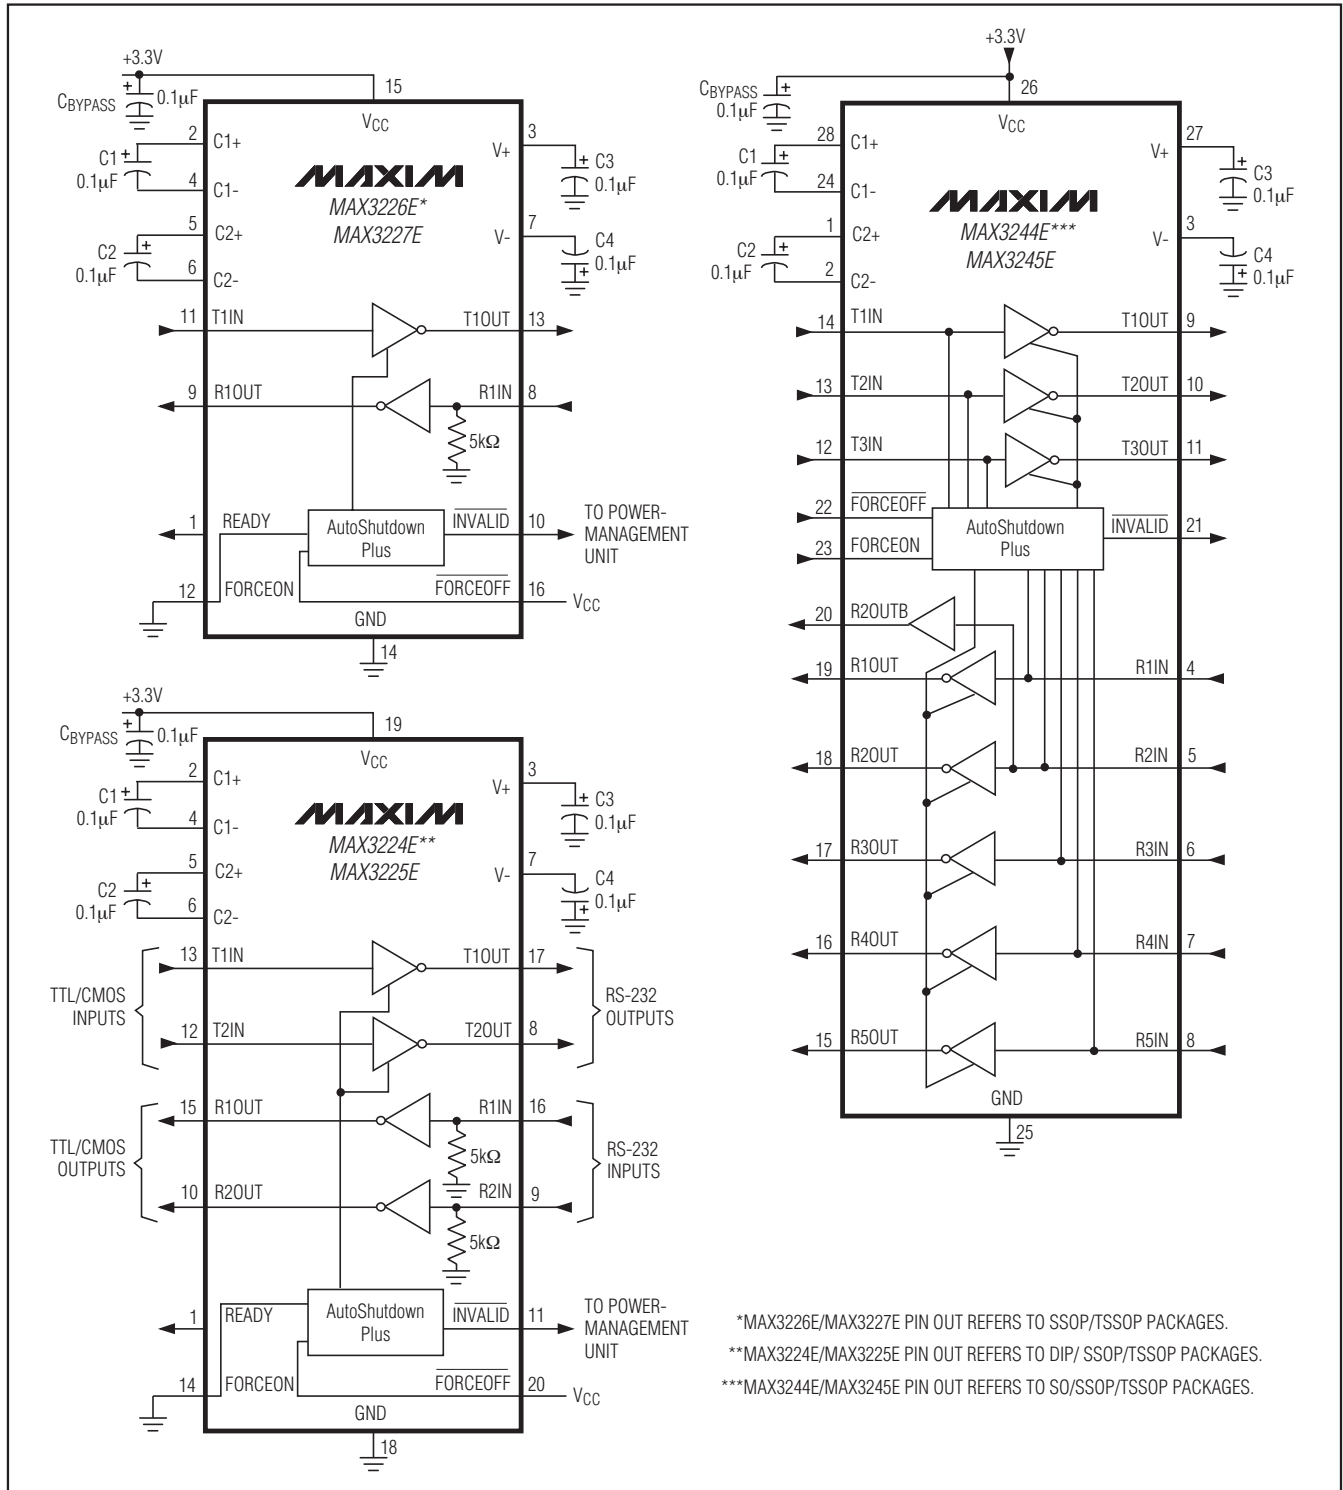 +3.3V
CBYPASS
+
0.1µF
15
VCC
2
C1+
C1
+
0.1µF
4
C1-
5
C2+
C2
+
0.1µF
6
C2-
3
V+
+
C3
0.1µF
7
V-
C4
0.1µF
+
MAXIM
MAX3226E*
MAX3227E
11
T1IN
T1OUT
13
9
R1OUT
R1IN
8
5kΩ
1
READY
AutoShutdown
Plus
INVALID
10
TO POWER-
MANAGEMENT
UNIT
12
FORCEON
FORCEOFF
16
VCC
GND
14
+3.3V
CBYPASS
+
0.1µF
19
VCC
2
C1+
C1
+
0.1µF
4
C1-
5
C2+
C2
+
0.1µF
6
C2-
3
V+
+
C3
0.1µF
7
V-
C4
0.1µF
+
MAXIM
MAX3224E**
MAX3225E
TTL/CMOS
INPUTS
13
T1IN
T1OUT
17
12
T2IN
T2OUT
8
RS-232
OUTPUTS
TTL/CMOS
OUTPUTS
15
R1OUT
R1IN
16
5kΩ
10
R2OUT
R2IN
9
5kΩ
RS-232
INPUTS
1
READY
AutoShutdown
Plus
INVALID
11
TO POWER-
MANAGEMENT
UNIT
14
FORCEON
FORCEOFF
20
VCC
GND
18
+3.3V
CBYPASS
+
0.1µF
26
VCC
28
C1+
C1
+
0.1µF
24
C1-
1
C2+
C2
+
0.1µF
2
C2-
27
V+
+
C3
0.1µF
3
V-
C4
+
0.1µF
MAXIM
MAX3244E***
MAX3245E
14
T1IN
T1OUT
9
13
T2IN
T2OUT
10
12
T3IN
T3OUT
11
22
FORCEOFF
23
FORCEON
AutoShutdown
Plus
INVALID
21
20
R2OUTB
19
R1OUT
R1IN
4
18
R2OUT
R2IN
5
17
R3OUT
R3IN
6
16
R4OUT
R4IN
7
15
R5OUT
R5IN
8
GND
25
*MAX3226E/MAX3227E PIN OUT REFERS TO SSOP/TSSOP PACKAGES.
**MAX3224E/MAX3225E PIN OUT REFERS TO DIP/ SSOP/TSSOP PACKAGES.
***MAX3244E/MAX3245E PIN OUT REFERS TO SO/SSOP/TSSOP PACKAGES.